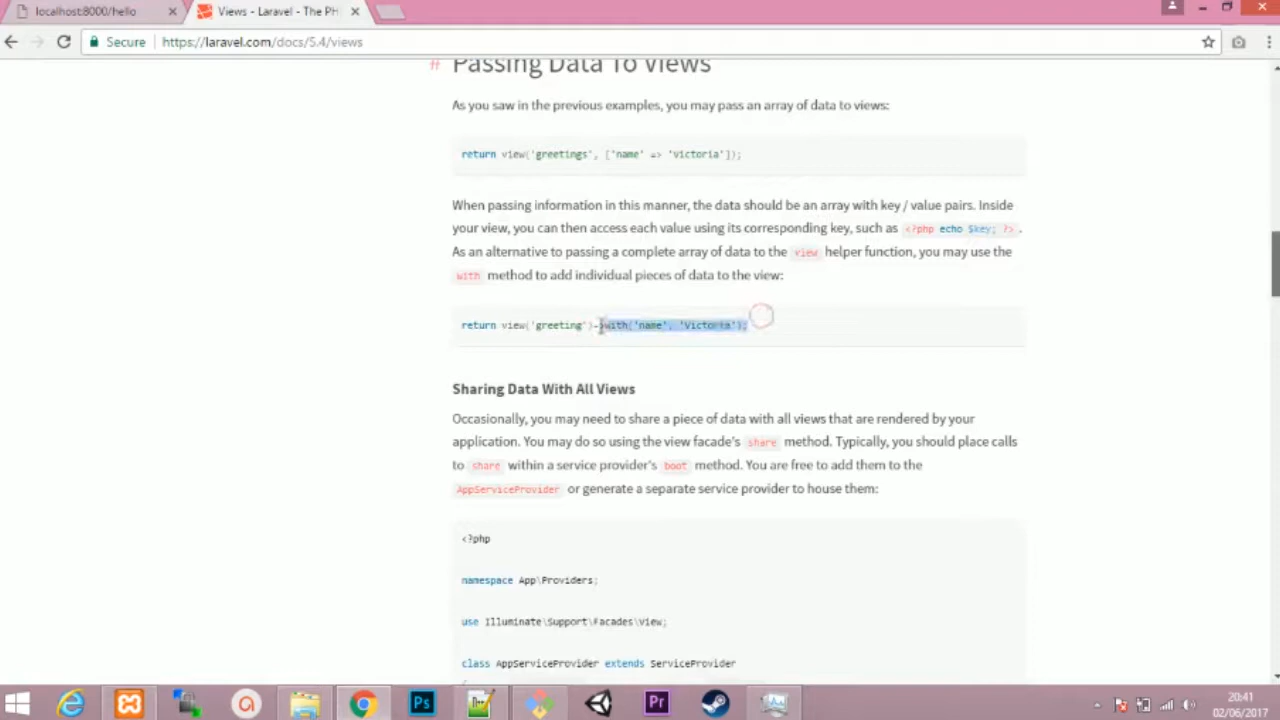 localhost:8000/hello
Views - Laravel - The PH
Secure
https://laravel.com/docs/5.4/views
# Passing Data To Views
As you saw in the previous examples, you may pass an array of data to views:
return view('greetings', ['name' => 'Victoria']);
When passing information in this manner, the data should be an array with key / value pairs. Inside
your view, you can then access each value using its corresponding key, such as <?php echo $key; ?> .
As an alternative to passing a complete array of data to the view helper function, you may use the
with method to add individual pieces of data to the view:
return view('greeting')->with('name', 'Victoria');
Sharing Data With All Views
Occasionally, you may need to share a piece of data with all views that are rendered by your
application. You may do so using the view facade's share method. Typically, you should place calls
to share within a service provider's boot method. You are free to add them to the
AppServiceProvider or generate a separate service provider to house them:
<?php
namespace App\Providers;
use Illuminate\Support\Facades\View;
class AppServiceProvider extends ServiceProvider
Ps
Pr
20:41
02/06/2017